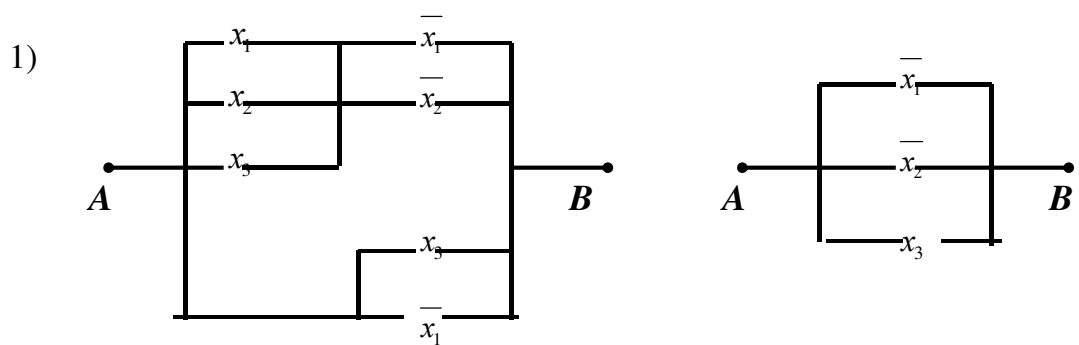 1)
x₁ x̅₁
x₂ x̅₂
x₃
A B
x₃
x̅₁
x̅₁
x̅₂
A B
x₃